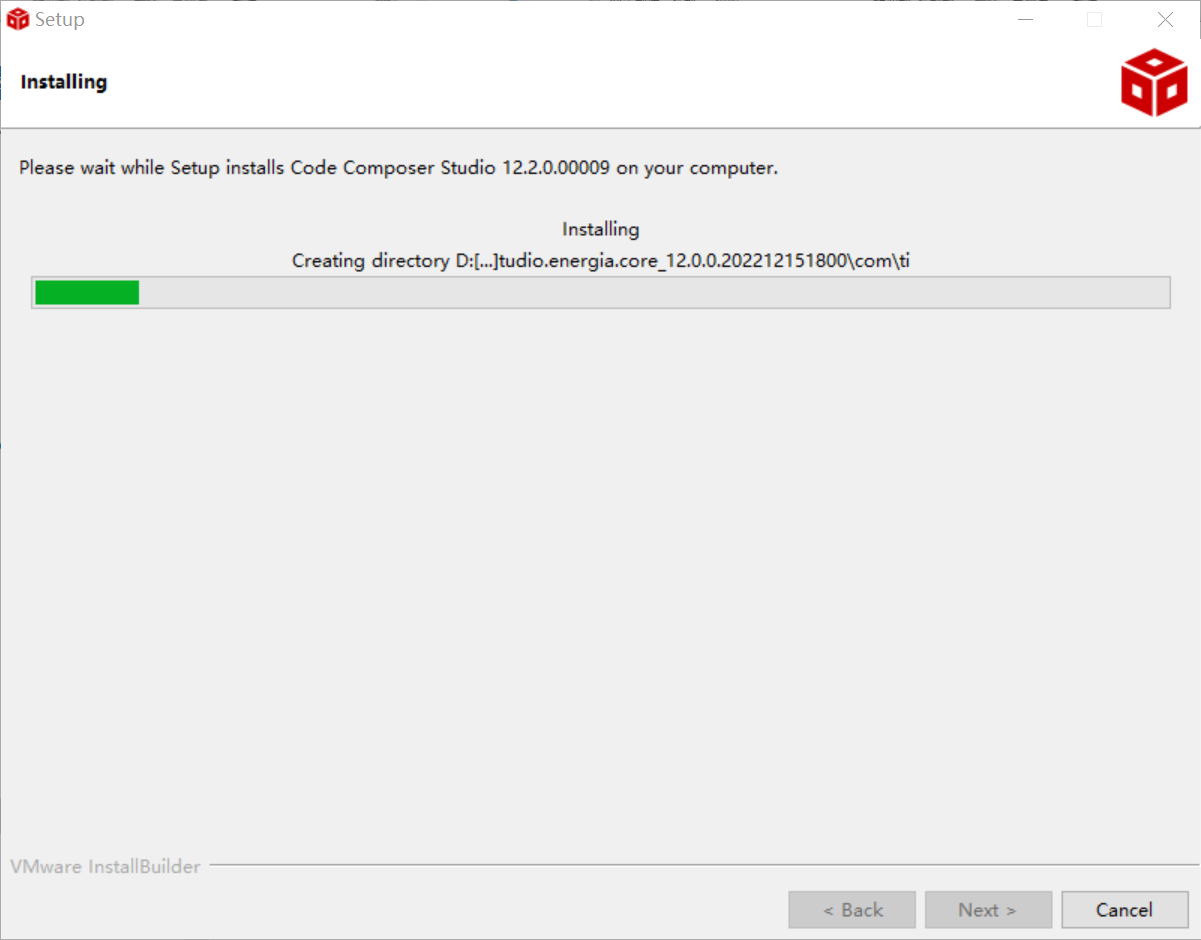 Setup
Installing
Please wait while Setup installs Code Composer Studio 12.2.0.00009 on your computer.
Installing
Creating directory D:[...]tudio.energia.core_12.0.0.202212151800\com\ti
VMware InstallBuilder
< Back
Next >
Cancel